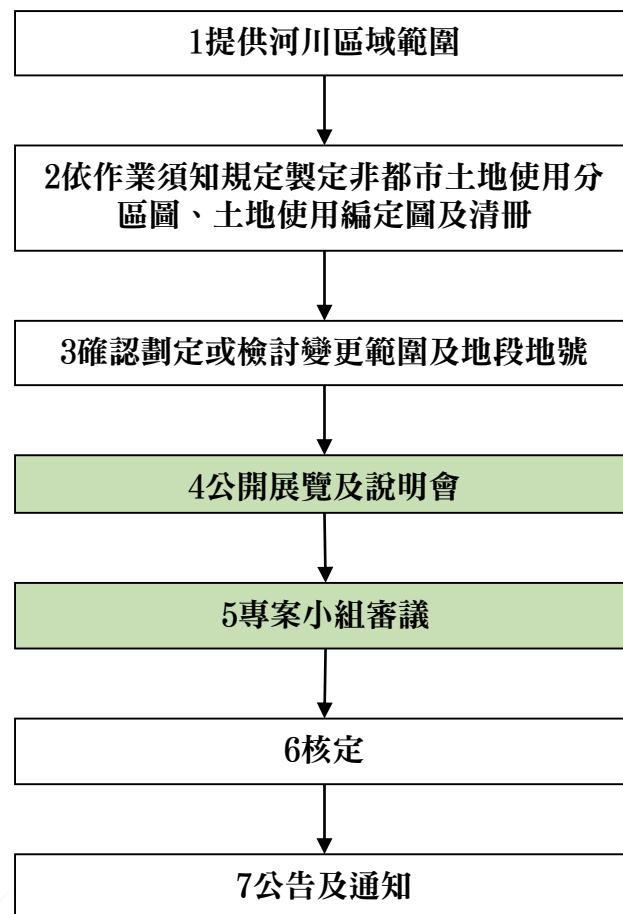 1提供河川區域範圍
2依作業須知規定製定非都市土地使用分
區圖、土地使用編定圖及清冊
3確認劃定或檢討變更範圍及地段地號
4公開展覽及說明會
5專案小組審議
6核定
7公告及通知